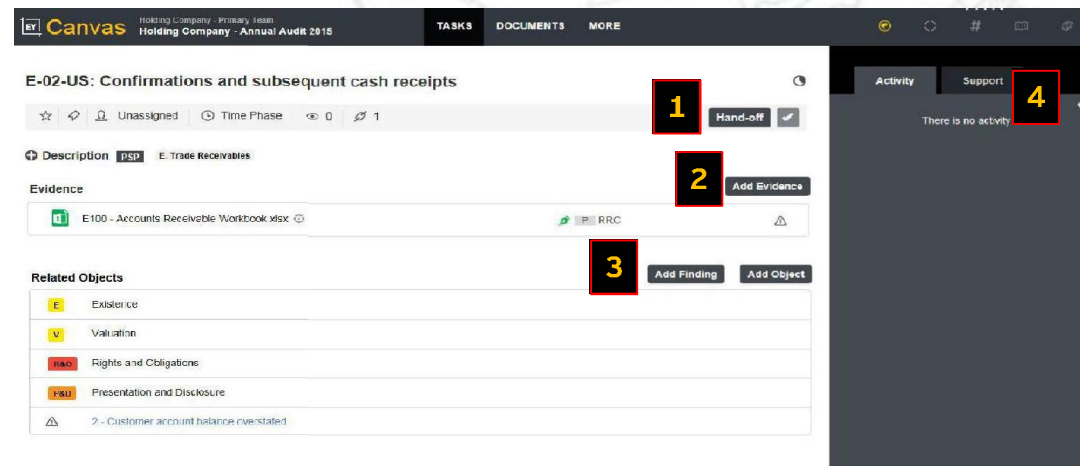 EY Canvas
Holding Company - Primary Team
Holding Company - Annual Audit 2015
TASKS DOCUMENTS MORE
#
E-02-US: Confirmations and subsequent cash receipts
Unassigned Time Phase 0 1
1
Hand-off
Activity Support
4
There is no activity
Description PSP E. Trade Receivables
Evidence
2
Add Evidence
E100 - Accounts Receivable Workbook.xlsx
P RRC
Related Objects
3
Add Finding Add Object
E Existence
V Valuation
R&O Rights and Obligations
P&D Presentation and Disclosure
2 - Customer account balance overstated